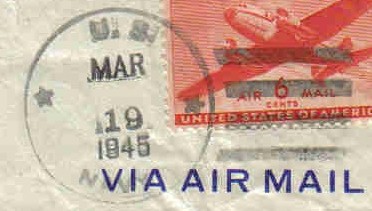 U.S.
MAR
19
1945
AIR 6 MAIL
CENTS
UNITED STATES OF AMERICA
VIA AIR MAIL